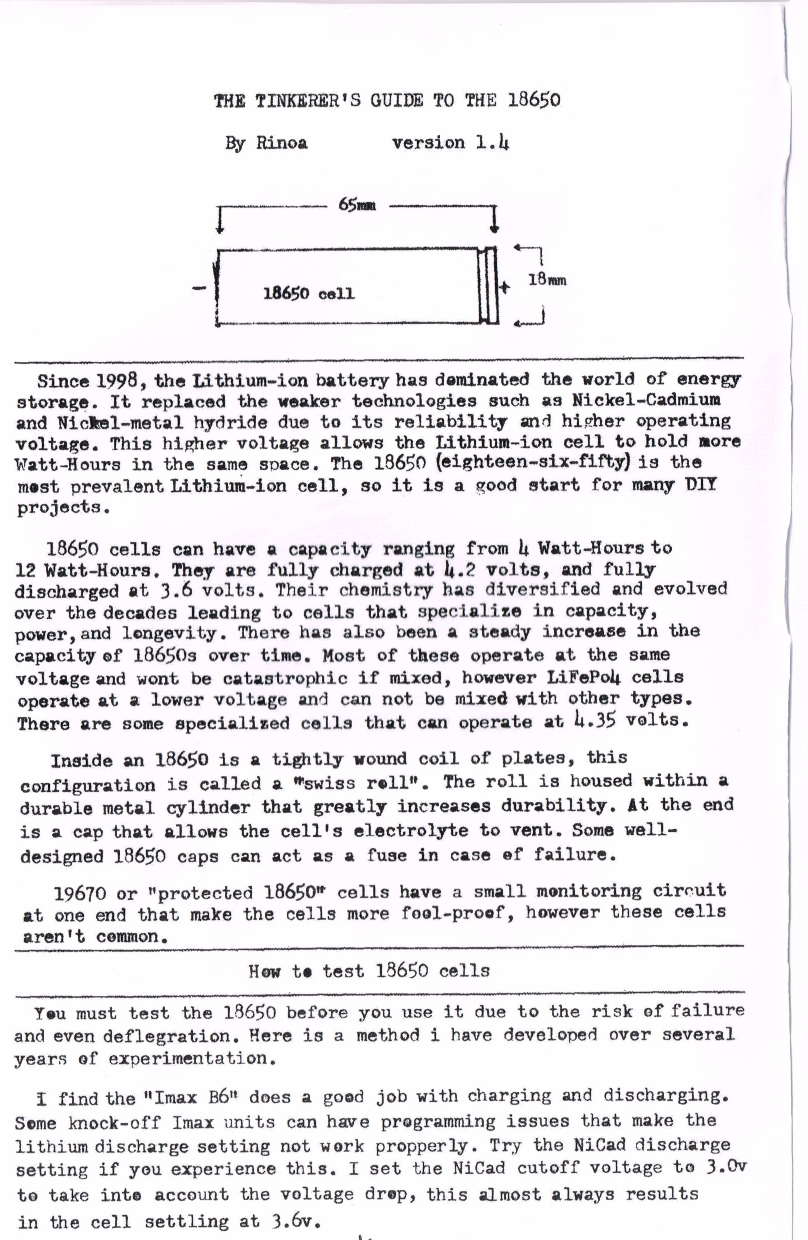 THE TINKERER'S GUIDE TO THE 18650
By Rinoa version 1.4
65mm
18mm
- 18650 cell +
Since 1998, the Lithium-ion battery has dominated the world of energy
storage. It replaced the weaker technologies such as Nickel-Cadmium
and Nickel-metal hydride due to its reliability and higher operating
voltage. This higher voltage allows the Lithium-ion cell to hold more
Watt-Hours in the same space. The 18650 (eighteen-six-fifty) is the
most prevalent Lithium-ion cell, so it is a good start for many DIY
projects.
18650 cells can have a capacity ranging from 4 Watt-Hours to
12 Watt-Hours. They are fully charged at 4.2 volts, and fully
discharged at 3.6 volts. Their chemistry has diversified and evolved
over the decades leading to cells that specialize in capacity,
power, and longevity. There has also been a steady increase in the
capacity of 18650s over time. Most of these operate at the same
voltage and wont be catastrophic if mixed, however LiFePo4 cells
operate at a lower voltage and can not be mixed with other types.
There are some specialized cells that can operate at 4.35 volts.
Inside an 18650 is a tightly wound coil of plates, this
configuration is called a "swiss roll". The roll is housed within a
durable metal cylinder that greatly increases durability. At the end
is a cap that allows the cell's electrolyte to vent. Some well-
designed 18650 caps can act as a fuse in case of failure.
19670 or "protected 18650" cells have a small monitoring circuit
at one end that make the cells more fool-proof, however these cells
aren't common.
How to test 18650 cells
You must test the 18650 before you use it due to the risk of failure
and even deflegration. Here is a method i have developed over several
years of experimentation.
I find the "Imax B6" does a good job with charging and discharging.
Some knock-off Imax units can have programming issues that make the
lithium discharge setting not work propperly. Try the NiCad discharge
setting if you experience this. I set the NiCad cutoff voltage to 3.0v
to take into account the voltage drop, this almost always results
in the cell settling at 3.6v.